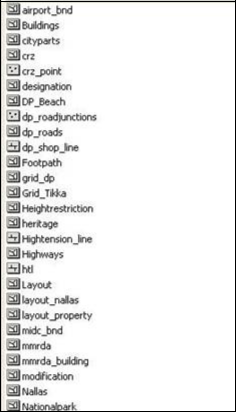 airport_bnd
Buildings
cityparts
crz
crz_point
designation
DP_Beach
dp_roadjunctions
dp_roads
dp_shop_line
Footpath
grid_dp
Grid_Tikka
Heightrestriction
heritage
Hightension_line
Highways
htl
Layout
layout_nallas
layout_property
midc_bnd
mmrda
mmrda_building
modification
Nallas
Nationalpark